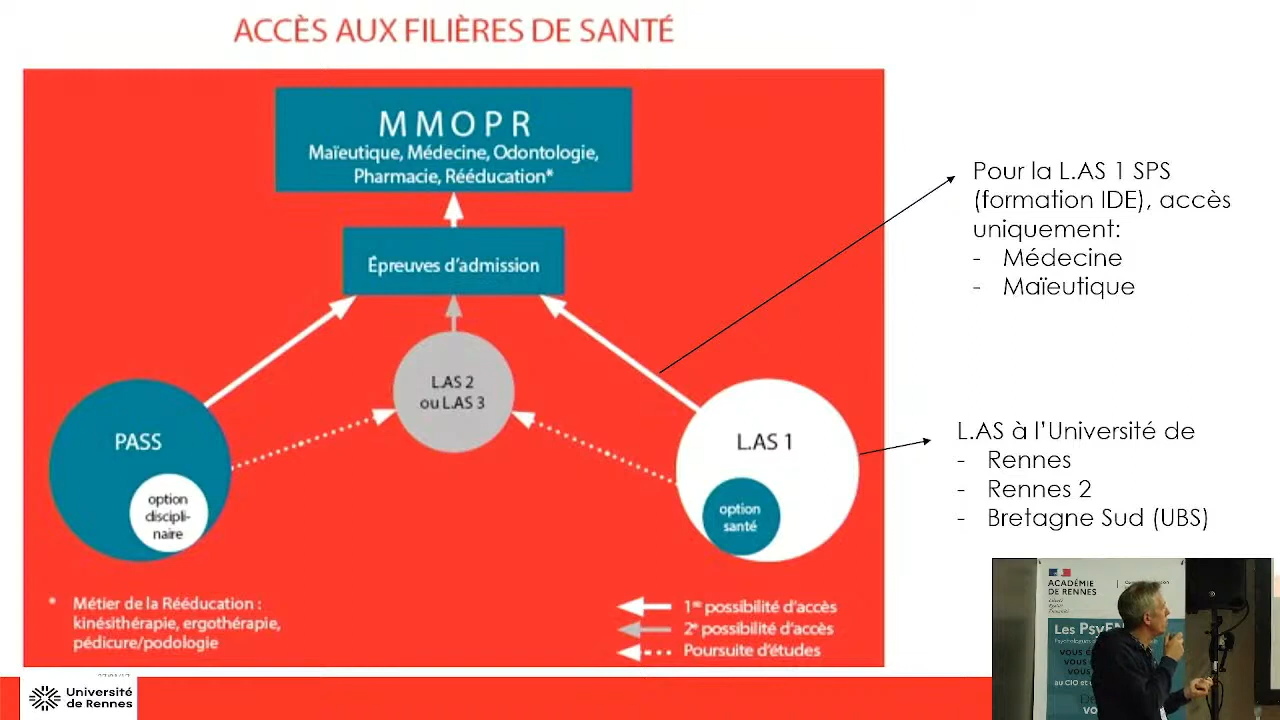 ACCÈS AUX FILIÈRES DE SANTÉ
MMOPR
Maïeutique, Médecine, Odontologie,
Pharmacie, Rééducation*
Épreuves d'admission
L.AS 2
ou L.AS 3
PASS
option
discipli-
naire
L.AS 1
option
santé
* Métier de la Rééducation :
kinésithérapie, ergothérapie,
pédicure/podologie
1re possibilité d'accès
2e possibilité d'accès
Poursuite d'études
Pour la L.AS 1 SPS
(formation IDE), accès
uniquement:
- Médecine
- Maïeutique
L.AS à l'Université de
- Rennes
- Rennes 2
- Bretagne Sud (UBS)
Université
de Rennes
ACADÉMIE
DE RENNES
Les PsyEN
VOUS
au CIO et